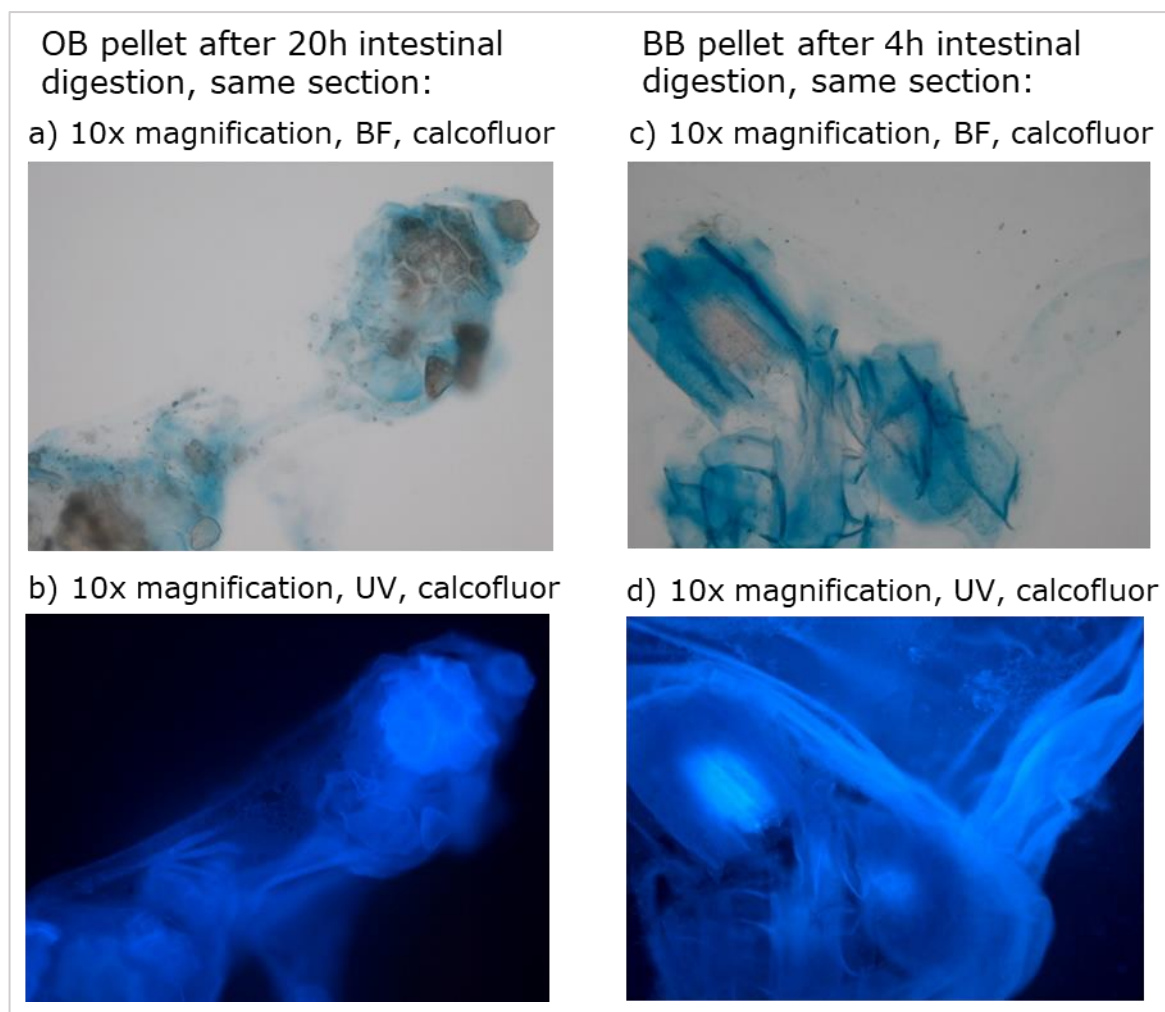 OB pellet after 20h intestinal
digestion, same section:
a) 10x magnification, BF, calcofluor
b) 10x magnification, UV, calcofluor
BB pellet after 4h intestinal
digestion, same section:
c) 10x magnification, BF, calcofluor
d) 10x magnification, UV, calcofluor